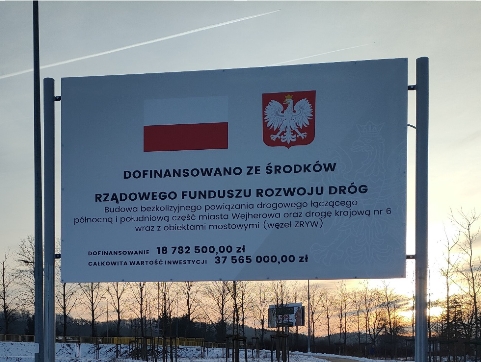 DOFINANSOWANO ZE ŚRODKÓW
RZĄDOWEGO FUNDUSZU ROZWOJU DRÓG
Budowa bezkolizyjnego powiązania drogowego łączącego
północną i południową część miasta Wejherowa oraz drogę krajową nr 6
wraz z obiektami mostowymi (węzeł ZRYW)
DOFINANSOWANIE 18 782 500,00 zł
CAŁKOWITA WARTOŚĆ INWESTYCJI 37 565 000,00 zł